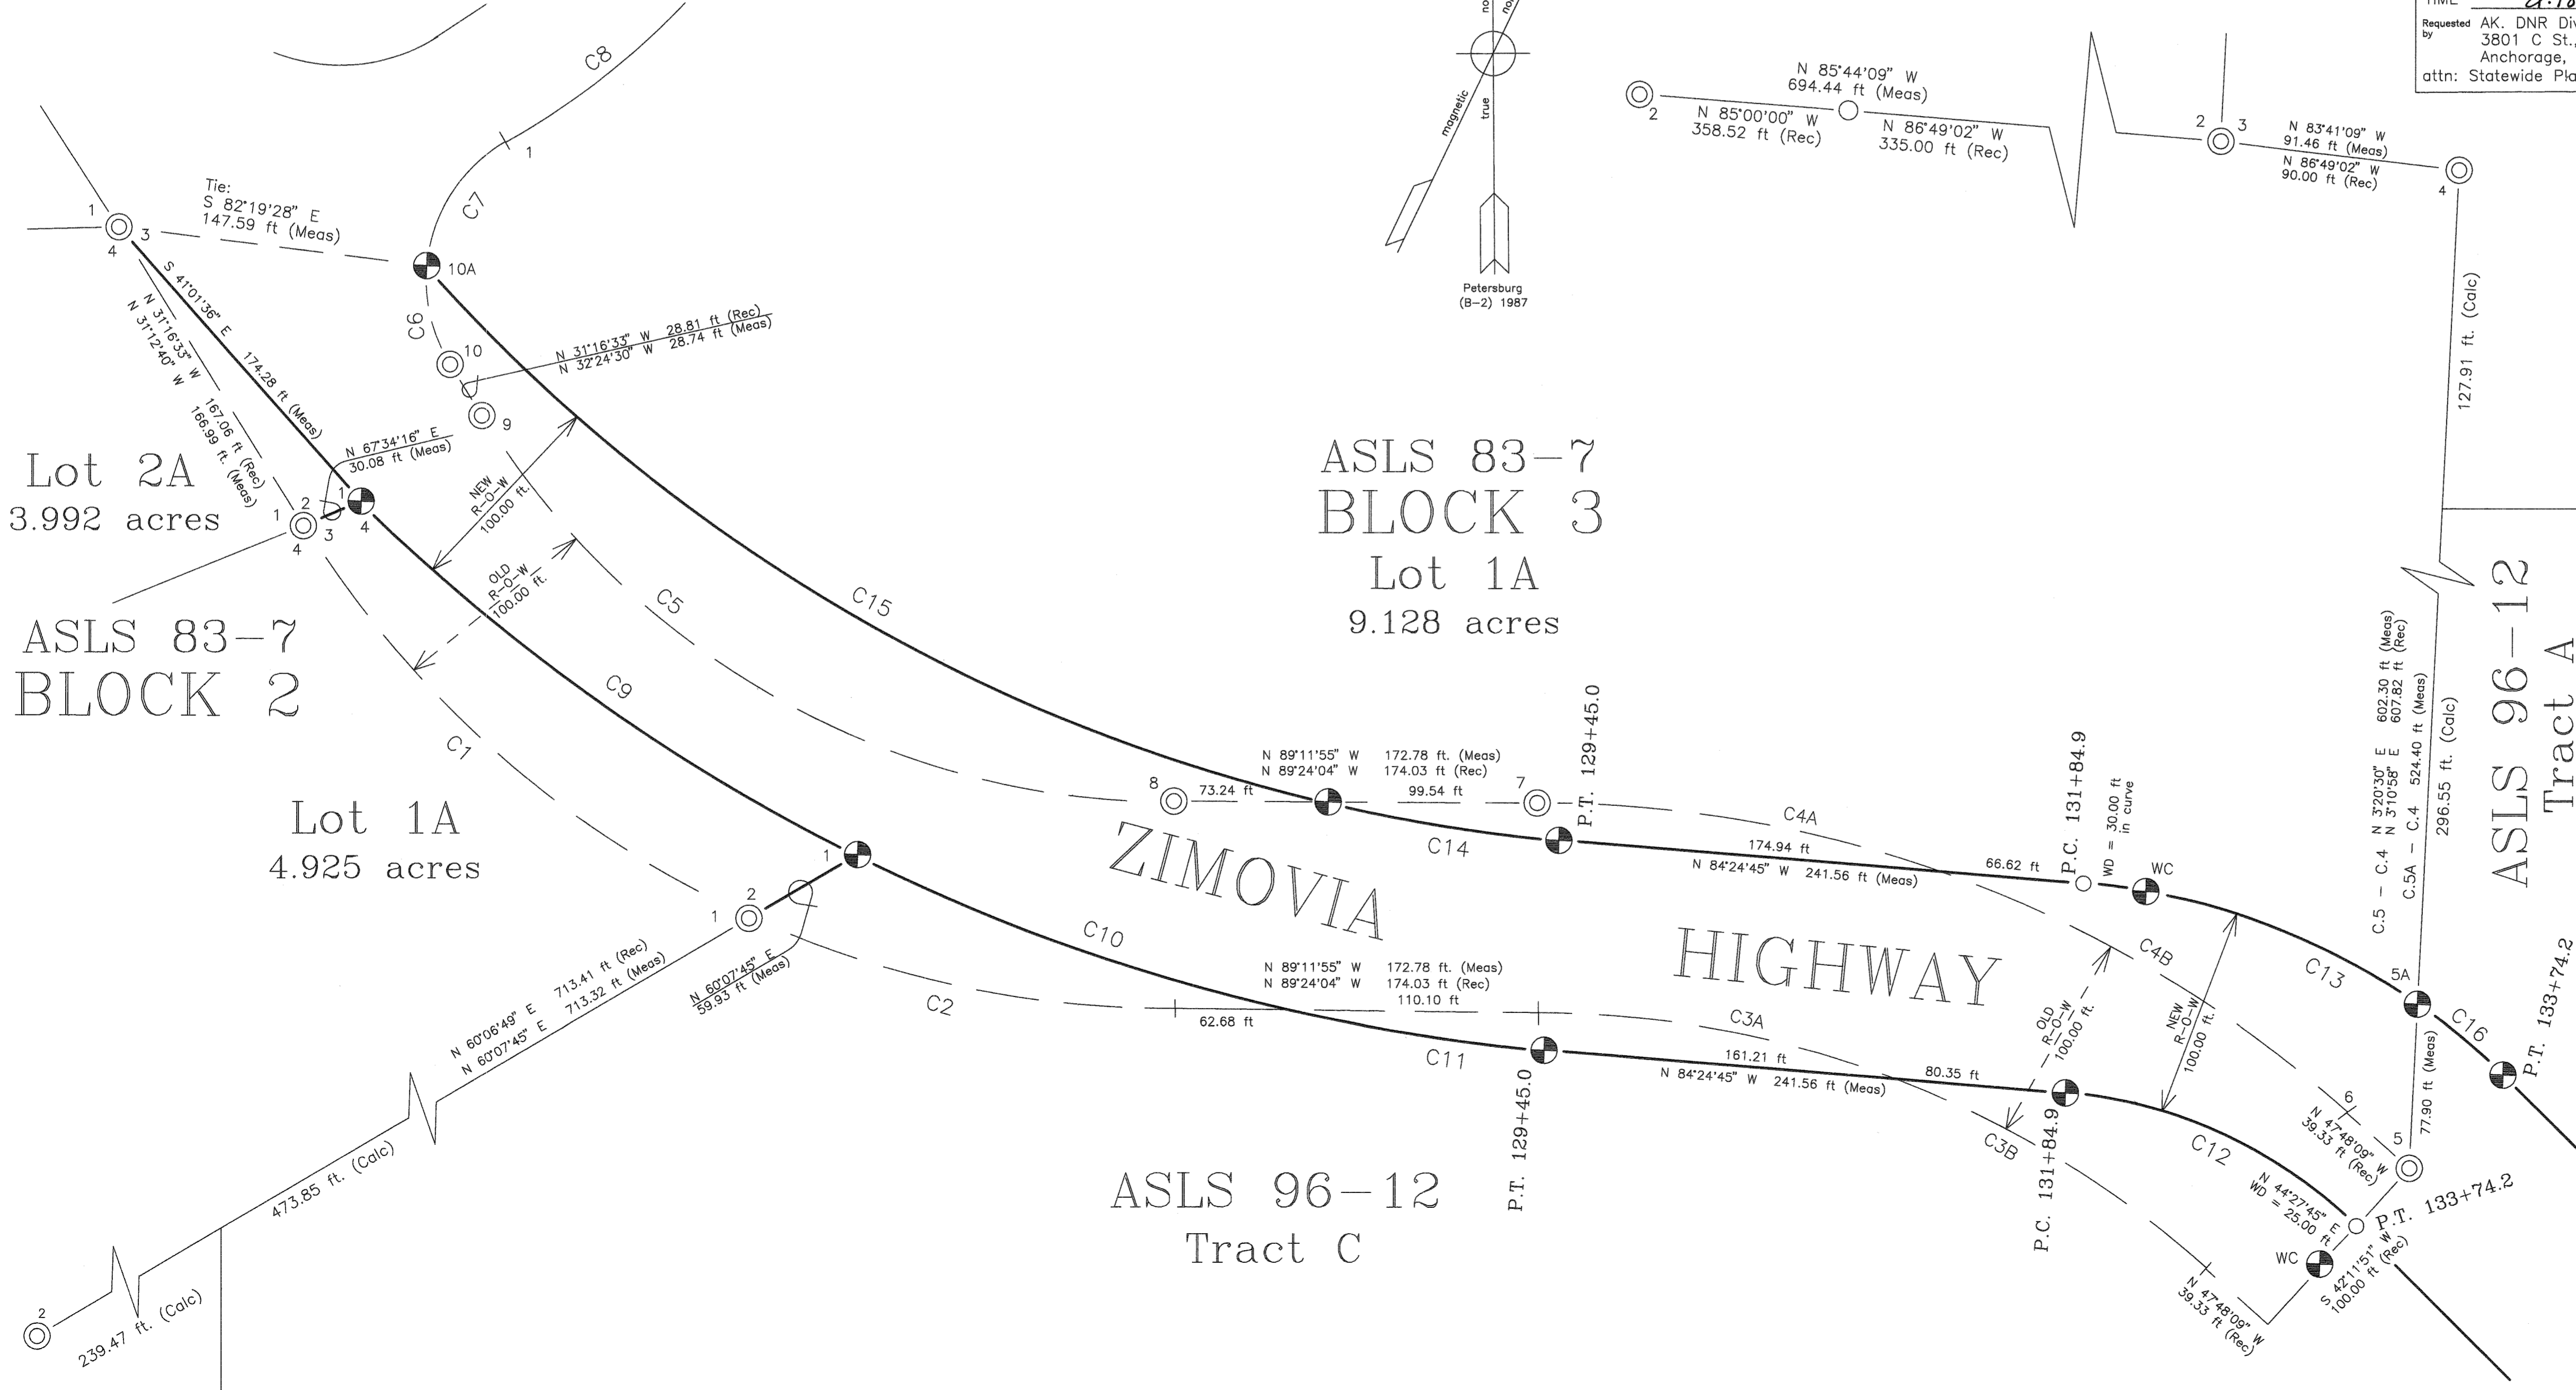 TIME
Requested by AK. DNR Div
3801 C St.,
Anchorage,
attn: Statewide Pla
magnetic
true
Petersburg
(B-2) 1987
C8
1
C7
N 85°44'09" W
694.44 ft (Meas)
2
N 85°00'00" W
358.52 ft (Rec)
N 86°49'02" W
335.00 ft (Rec)
2 3
N 83°41'09" W
91.46 ft (Meas)
N 86°49'02" W
90.00 ft (Rec)
4
127.91 ft. (Calc)
Tie:
S 82°19'28" E
147.59 ft (Meas)
1
3
4
10A
C6
10
9
N 31°16'33" W 28.81 ft (Rec)
N 32°24'30" W 28.74 ft (Meas)
S 41°01'36" E 174.28 ft (Meas)
N 31°16'33" W 167.06 ft (Rec)
N 31°12'40" W 166.99 ft. (Meas)
N 67°34'16" E
30.08 ft (Meas)
Lot 2A
3.992 acres
1 2
4 3
1
4
NEW
R-O-W
100.00 ft.
OLD
R-O-W
100.00 ft.
C5
C15
ASLS 83-7
BLOCK 3
Lot 1A
9.128 acres
ASLS 83-7
BLOCK 2
Lot 1A
4.925 acres
C1
C9
1
1 2
C10
C2
N 60°06'49" E 713.41 ft (Rec)
N 60°07'45" E 713.32 ft (Meas)
N 60°07'45" E
59.93 ft (Meas)
473.85 ft. (Calc)
2
239.47 ft. (Calc)
N 89°11'55" W 172.78 ft. (Meas)
N 89°24'04" W 174.03 ft (Rec)
8
73.24 ft
99.54 ft
7
P.T. 129+45.0
C14
C4A
174.94 ft
66.62 ft
N 84°24'45" W 241.56 ft (Meas)
P.C. 131+84.9
WD = 30.00 ft
in curve
WC
C4B
C13
5A
C16
P.T. 133+74.2
C.5 - C.4 N 3°20'30" E 602.30 ft (Meas)
N 3°10'58" E 607.82 ft (Rec)
C.5A - C.4 524.40 ft (Meas)
296.55 ft. (Calc)
ASLS 96-12
Tract A
ZIMOVIA
HIGHWAY
N 89°11'55" W 172.78 ft. (Meas)
N 89°24'04" W 174.03 ft (Rec)
110.10 ft
62.68 ft
C11
C3A
161.21 ft
80.35 ft
N 84°24'45" W 241.56 ft (Meas)
P.T. 129+45.0
P.C. 131+84.9
C3B
OLD
R-O-W
100.00 ft.
NEW
R-O-W
100.00 ft.
C12
77.90 ft (Meas)
6
5
N 47°48'09" W
39.33 ft (Rec)
N 44°27'45" E
WD = 25.00 ft
P.T. 133+74.2
WC
S 42°11'51" W
100.00 ft (Rec)
N 47°48'09" W
39.33 ft (Rec)
ASLS 96-12
Tract C